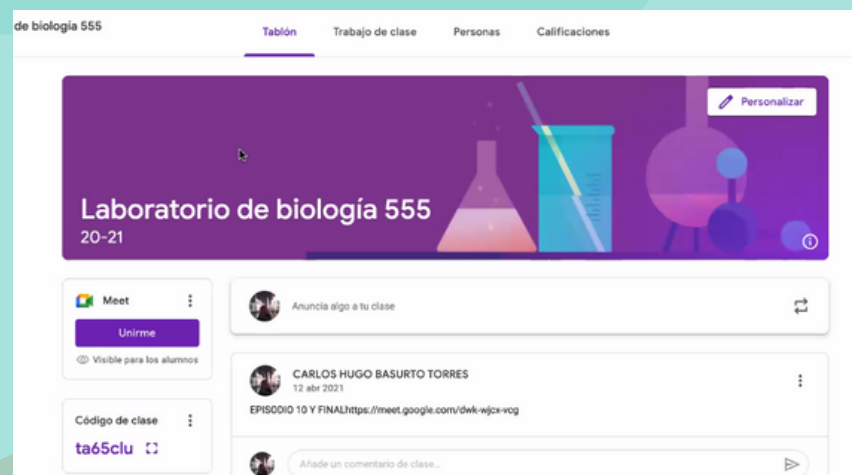 de biología 555
Tablón
Trabajo de clase
Personas
Calificaciones
Personalizar
Laboratorio de biología 555
20-21
Meet
Unirme
Visible para los alumnos
Código de clase
ta65clu
Anuncia algo a tu clase
CARLOS HUGO BASURTO TORRES
12 abr 2021
EPISODIO 10 Y FINALhttps://meet.google.com/dwk-wjcx-vcg
Añade un comentario de clase...